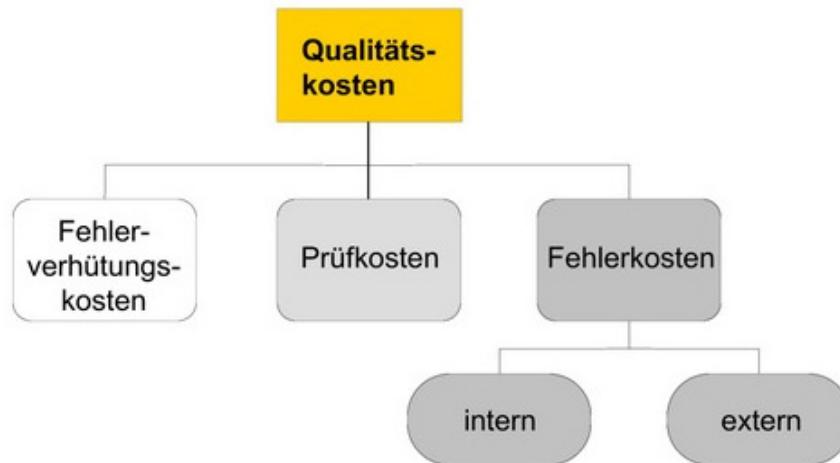 Qualitäts-
kosten
Fehler-
verhütungs-
kosten
Prüfkosten
Fehlerkosten
intern
extern